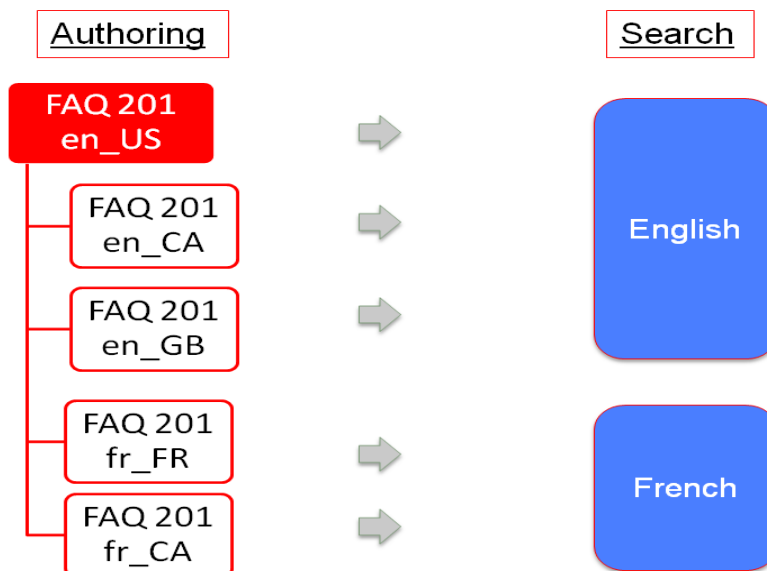 Authoring
Search
FAQ 201
en_US
FAQ 201
en_CA
FAQ 201
en_GB
English
FAQ 201
fr_FR
FAQ 201
fr_CA
French